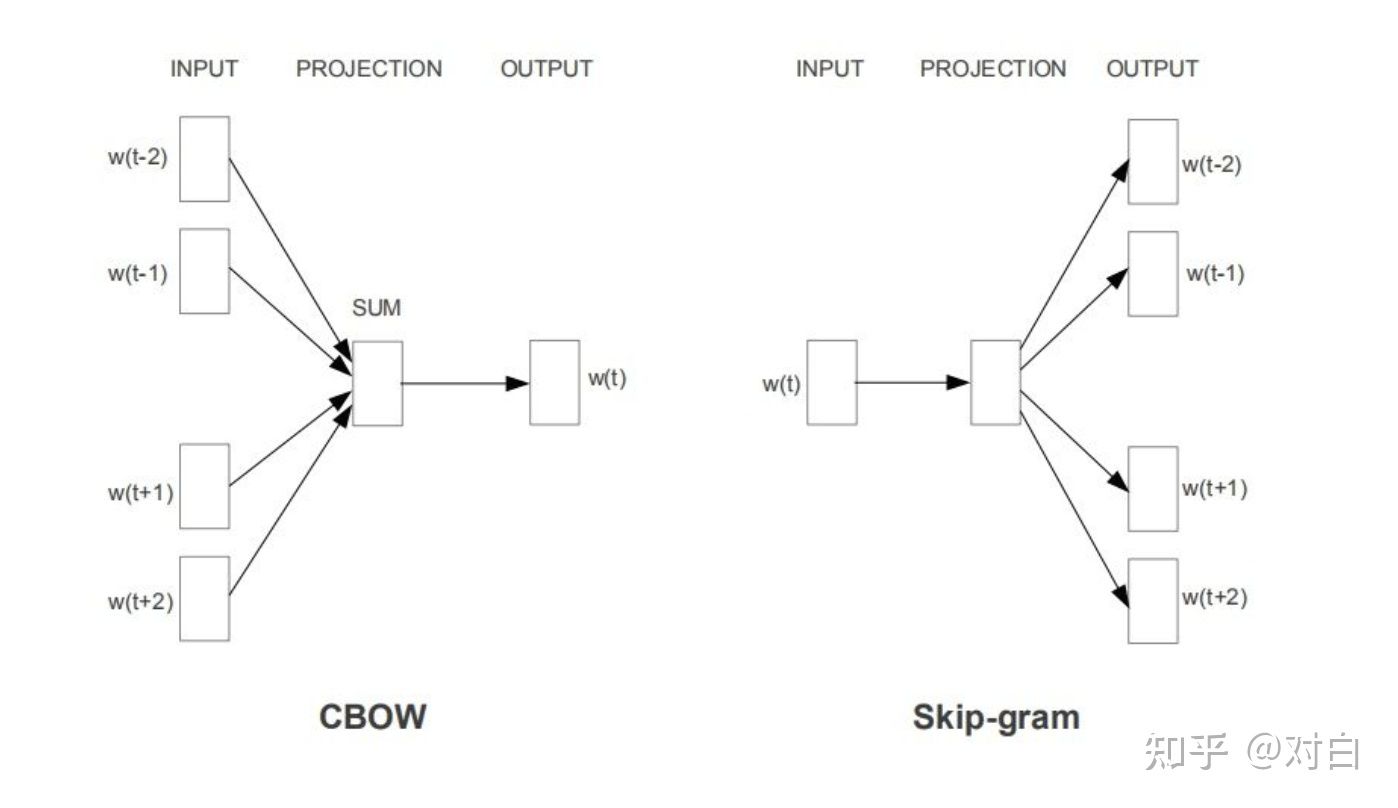 INPUT PROJECTION OUTPUT
w(t-2)
w(t-1)
SUM
w(t)
w(t+1)
w(t+2)
CBOW
INPUT PROJECTION OUTPUT
w(t-2)
w(t-1)
w(t)
w(t+1)
w(t+2)
Skip-gram
知乎 @对白